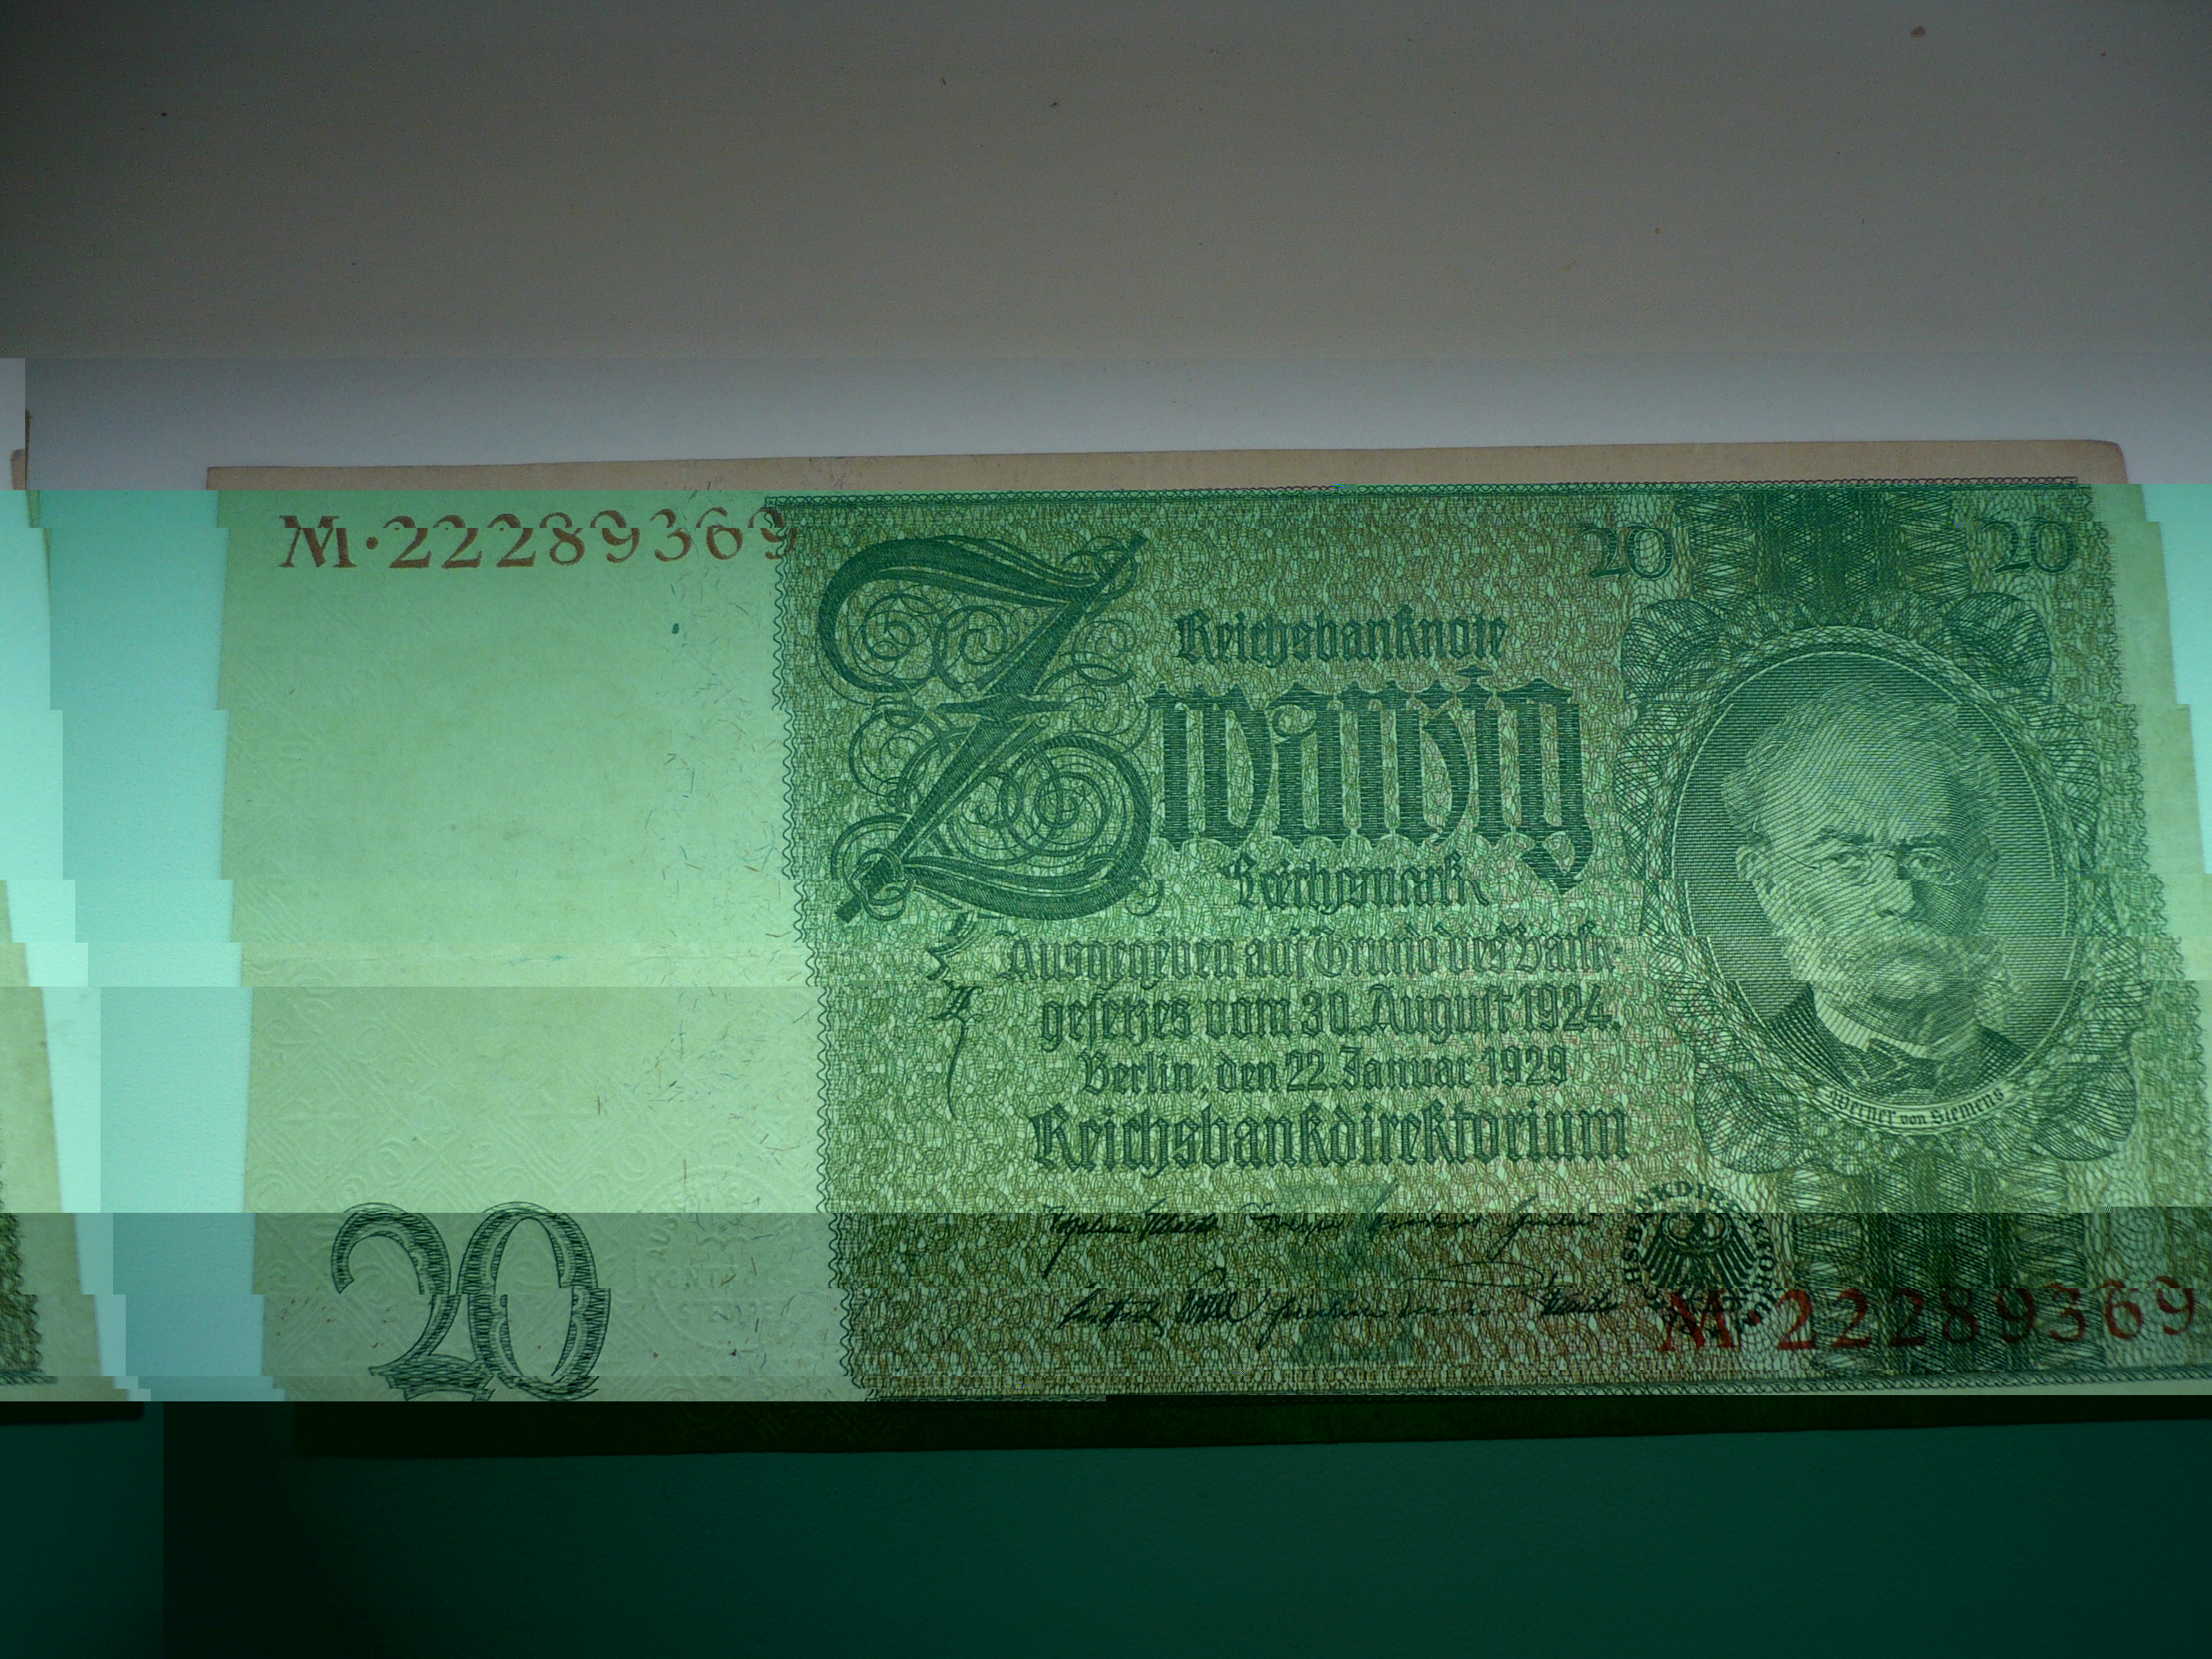 M·22289369
20 20
Reichsbanknote
Zwanzig
Reichsmark
Ausgegeben auf Grund des Bank-
gesetzes vom 30. August 1924.
Berlin, den 22. Januar 1929
Reichsbankdirektorium
Werner von Siemens
20
M·22289369